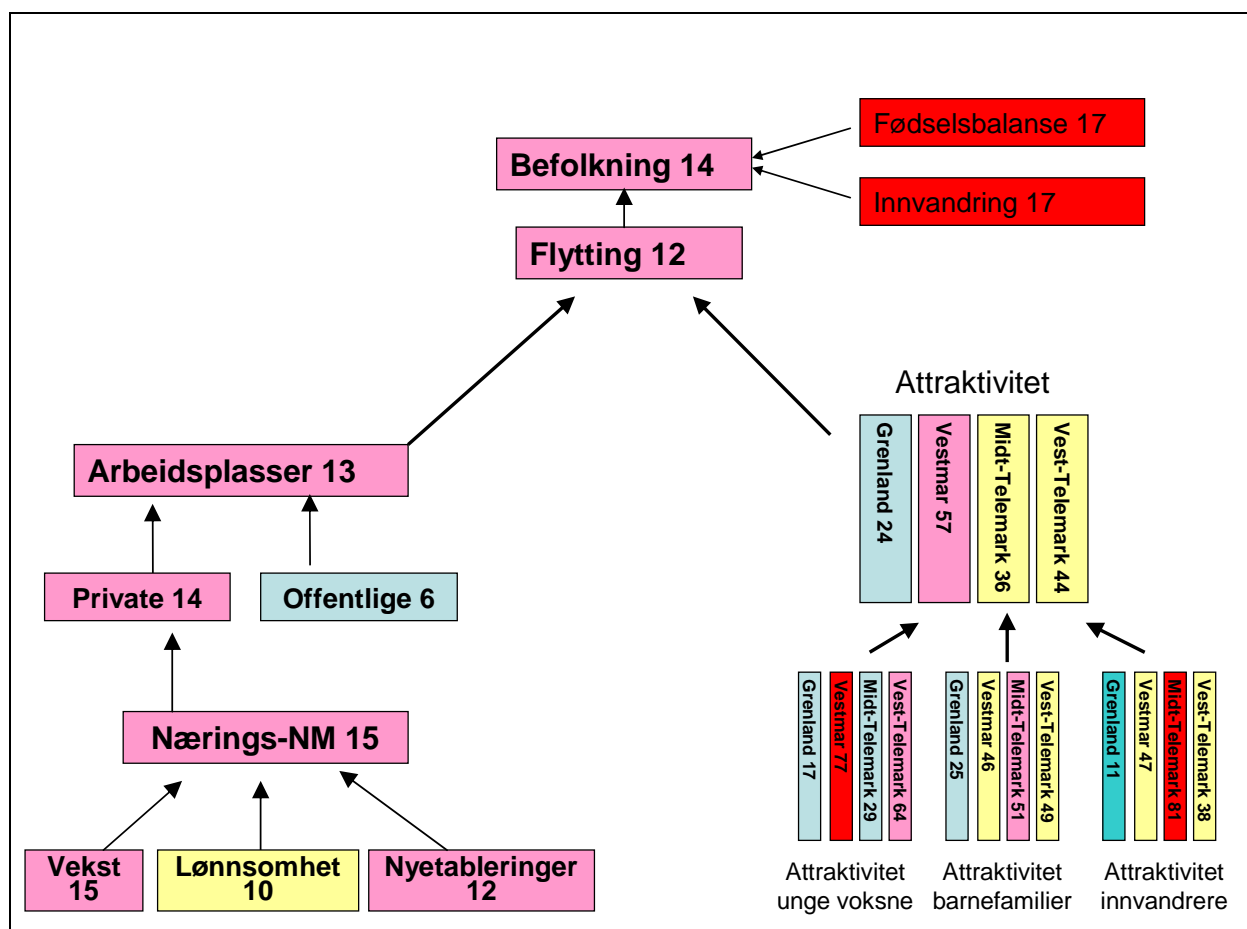 Fødselsbalanse 17
Befolkning 14
Innvandring 17
Flytting 12
Attraktivitet
Grenland 24
Vestmar 57
Midt-Telemark 36
Vest-Telemark 44
Arbeidsplasser 13
Private 14
Offentlige 6
Nærings-NM 15
Vekst
15
Lønnsomhet
10
Nyetableringer
12
Grenland 17
Vestmar 77
Midt-Telemark 29
Vest-Telemark 64
Attraktivitet
unge voksne
Grenland 25
Vestmar 46
Midt-Telemark 51
Vest-Telemark 49
Attraktivitet
barnefamilier
Grenland 11
Vestmar 47
Midt-Telemark 81
Vest-Telemark 38
Attraktivitet
innvandrere